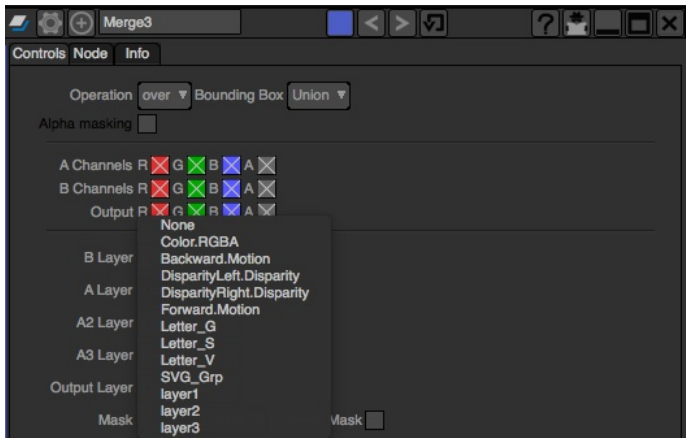 Merge3
Controls Node Info
Operation over Bounding Box Union
Alpha masking
A Channels R G B A
B Channels R G B A
Output R G B A
None
Color.RGBA
B Layer Backward.Motion
DisparityLeft.Disparity
A Layer DisparityRight.Disparity
Forward.Motion
A2 Layer Letter_G
Letter_S
A3 Layer Letter_V
SVG_Grp
Output Layer layer1
layer2
Mask layer3 Mask